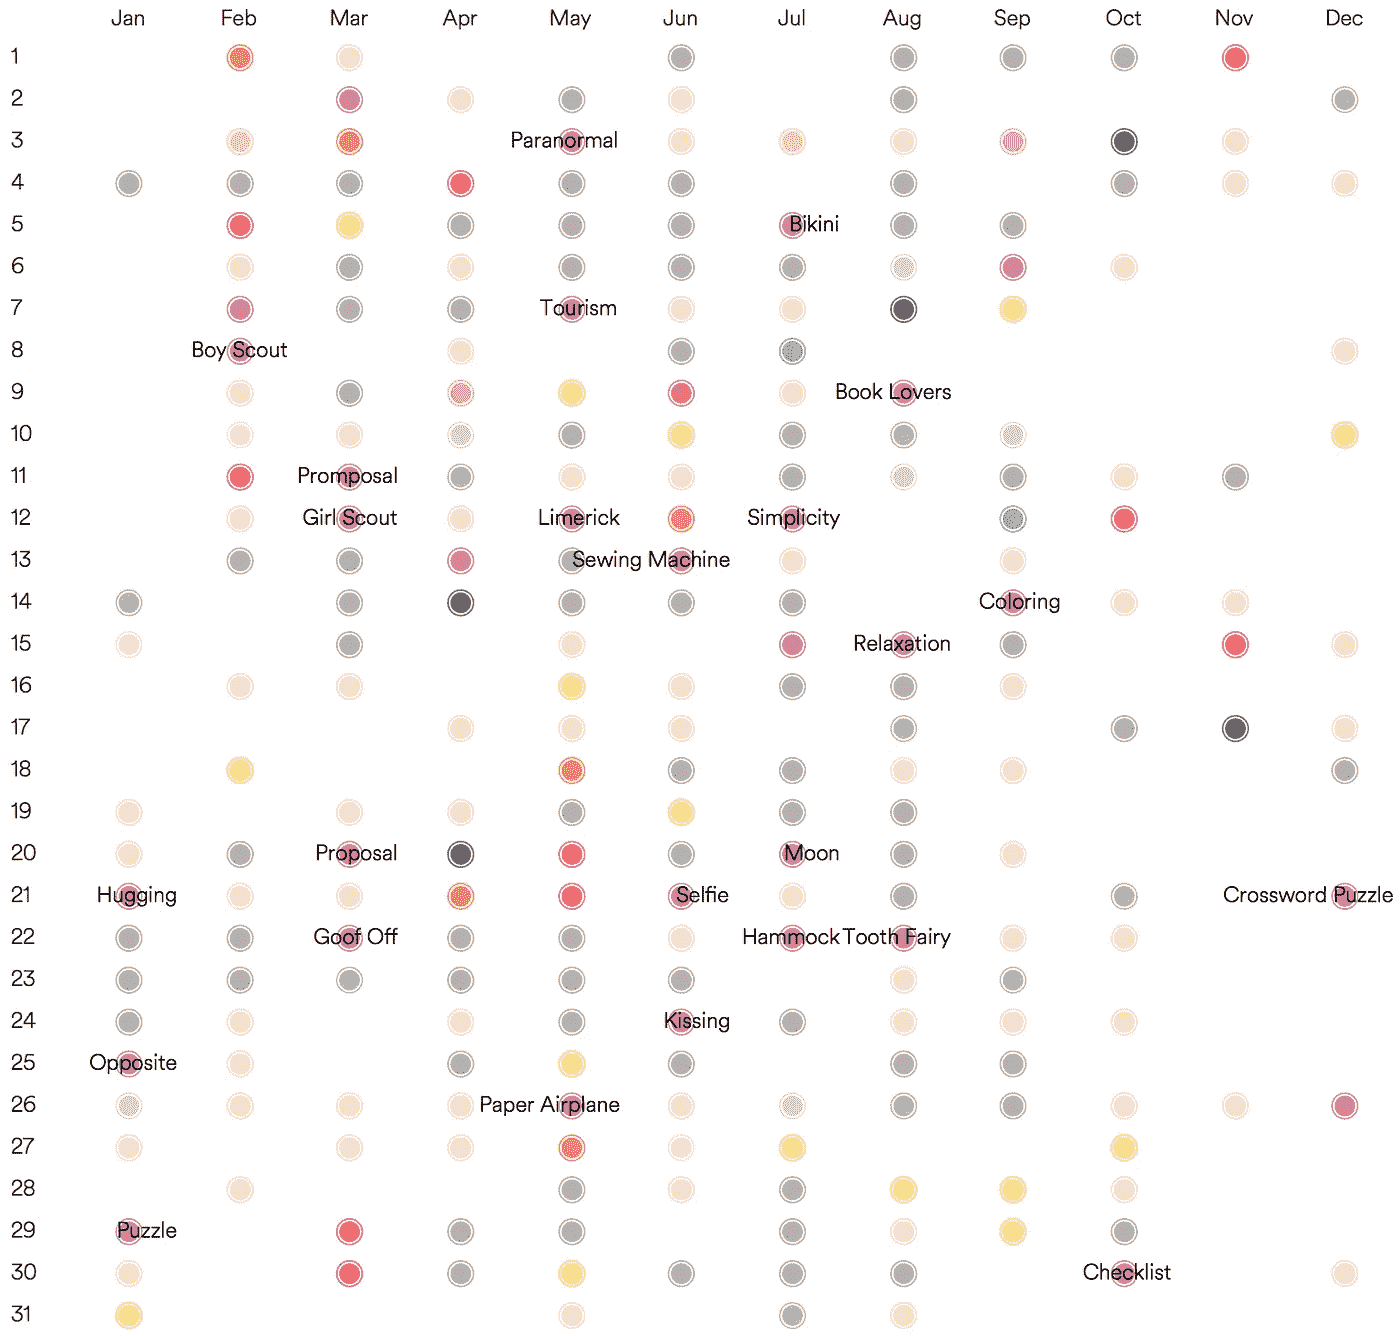 Jan Feb Mar Apr May Jun Jul Aug Sep Oct Nov Dec
1
2
3 Paranormal
4
5 Bikini
6
7 Tourism
8 Boy Scout
9 Book Lovers
10
11 Promposal
12 Girl Scout Limerick Simplicity
13 Sewing Machine
14 Coloring
15 Relaxation
16
17
18
19
20 Proposal Moon
21 Hugging Selfie Crossword Puzzle
22 Goof Off Hammock Tooth Fairy
23
24 Kissing
25 Opposite
26 Paper Airplane
27
28
29 Puzzle
30 Checklist
31